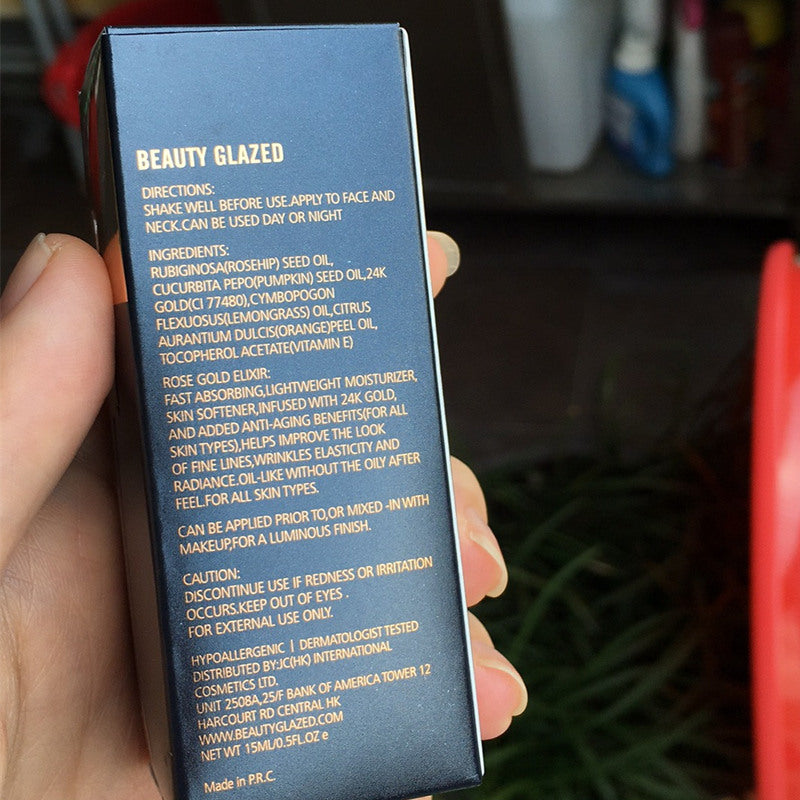 BEAUTY GLAZED
DIRECTIONS:
SHAKE WELL BEFORE USE.APPLY TO FACE AND
NECK.CAN BE USED DAY OR NIGHT
INGREDIENTS:
RUBIGINOSA(ROSEHIP) SEED OIL,
CUCURBITA PEPO(PUMPKIN) SEED OIL,24K
GOLD(CI 77480),CYMBOPOGON
FLEXUOSUS(LEMONGRASS) OIL,CITRUS
AURANTIUM DULCIS(ORANGE)PEEL OIL,
TOCOPHEROL ACETATE(VITAMIN E)
ROSE GOLD ELIXIR:
FAST ABSORBING,LIGHTWEIGHT MOISTURIZER,
SKIN SOFTENER,INFUSED WITH 24K GOLD,
AND ADDED ANTI-AGING BENEFITS(FOR ALL
SKIN TYPES),HELPS IMPROVE THE LOOK
OF FINE LINES,WRINKLES ELASTICITY AND
RADIANCE.OIL-LIKE WITHOUT THE OILY AFTER
FEEL.FOR ALL SKIN TYPES.
CAN BE APPLIED PRIOR TO,OR MIXED -IN WITH
MAKEUP,FOR A LUMINOUS FINISH.
CAUTION:
DISCONTINUE USE IF REDNESS OR IRRITATION
OCCURS.KEEP OUT OF EYES .
FOR EXTERNAL USE ONLY.
HYPOALLERGENIC | DERMATOLOGIST TESTED
DISTRIBUTED BY:JC(HK) INTERNATIONAL
COSMETICS LTD.
UNIT 2508A,25/F BANK OF AMERICA TOWER 12
HARCOURT RD CENTRAL HK
WWW.BEAUTYGLAZED.COM
NET WT 15ML/0.5FL.OZ e
Made in P.R.C.